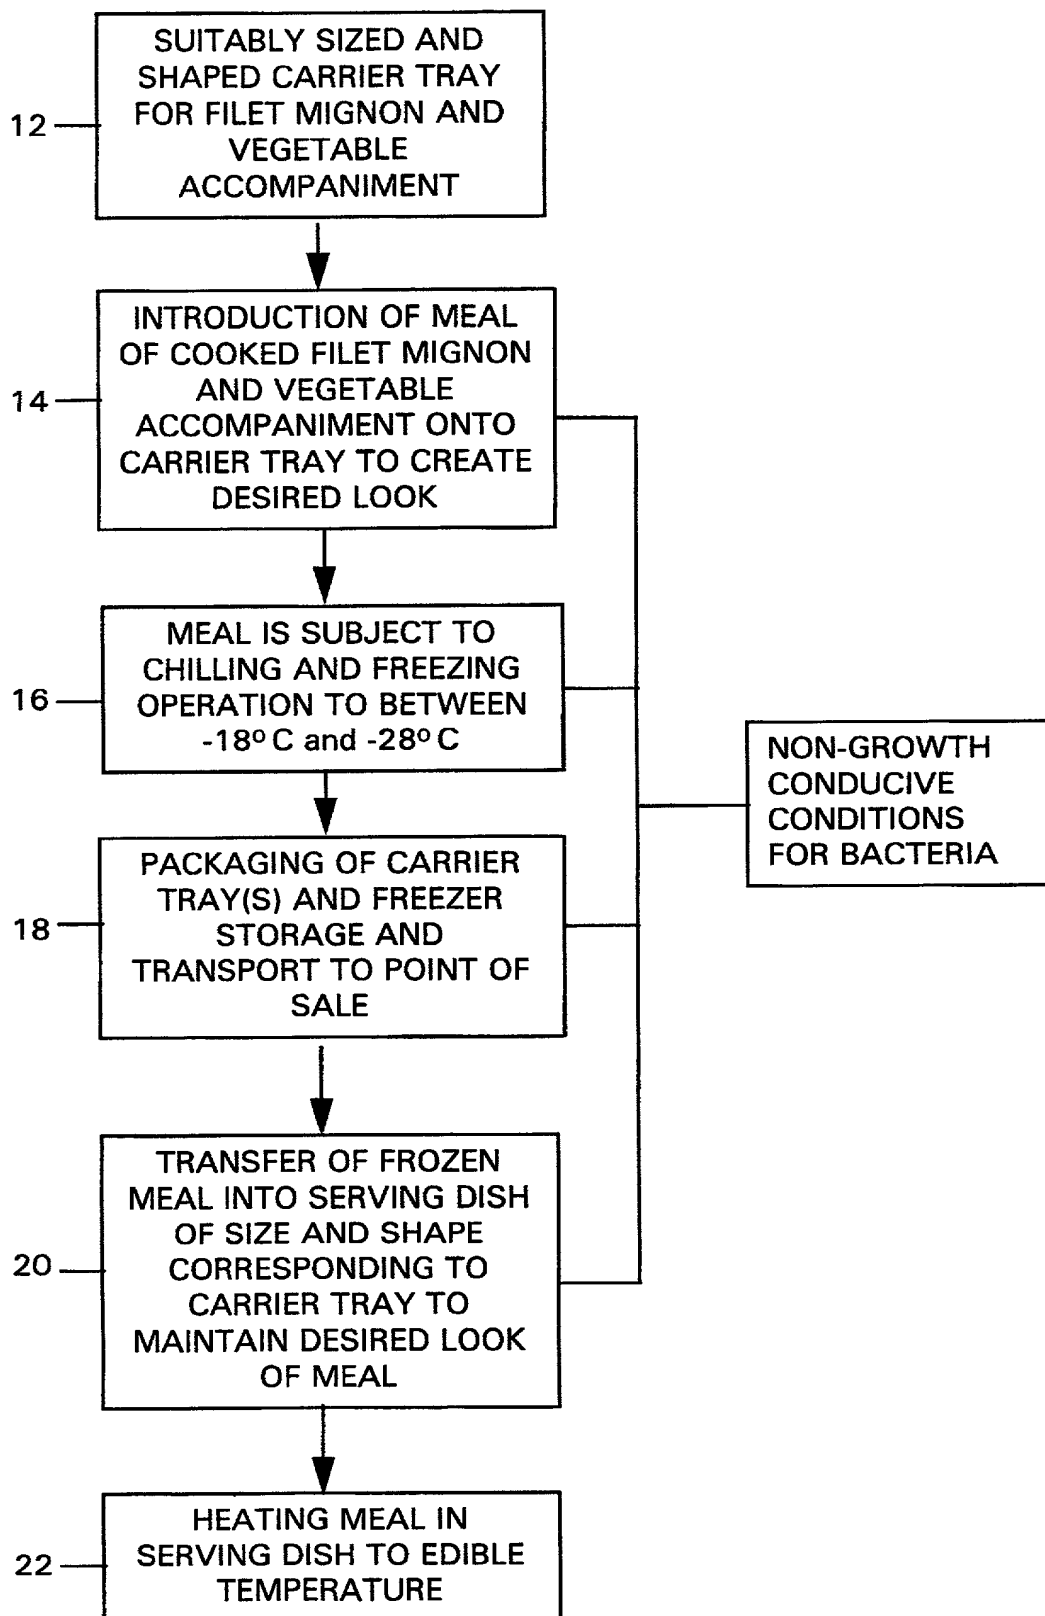 SUITABLY SIZED AND
SHAPED CARRIER TRAY
FOR FILET MIGNON AND
VEGETABLE
ACCOMPANIMENT
12
INTRODUCTION OF MEAL
OF COOKED FILET MIGNON
AND VEGETABLE
ACCOMPANIMENT ONTO
CARRIER TRAY TO CREATE
DESIRED LOOK
14
MEAL IS SUBJECT TO
CHILLING AND FREEZING
OPERATION TO BETWEEN
-18º C and -28º C
16
NON-GROWTH
CONDUCIVE
CONDITIONS
FOR BACTERIA
PACKAGING OF CARRIER
TRAY(S) AND FREEZER
STORAGE AND
TRANSPORT TO POINT OF
SALE
18
TRANSFER OF FROZEN
MEAL INTO SERVING DISH
OF SIZE AND SHAPE
CORRESPONDING TO
CARRIER TRAY TO
MAINTAIN DESIRED LOOK
OF MEAL
20
HEATING MEAL IN
SERVING DISH TO EDIBLE
TEMPERATURE
22